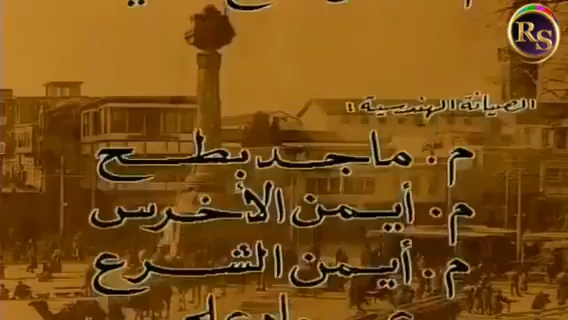 RS
الصيانة الهندسية :
م. ماجد بطح
م. أيمن الأخرس
م. أيمن الشرع